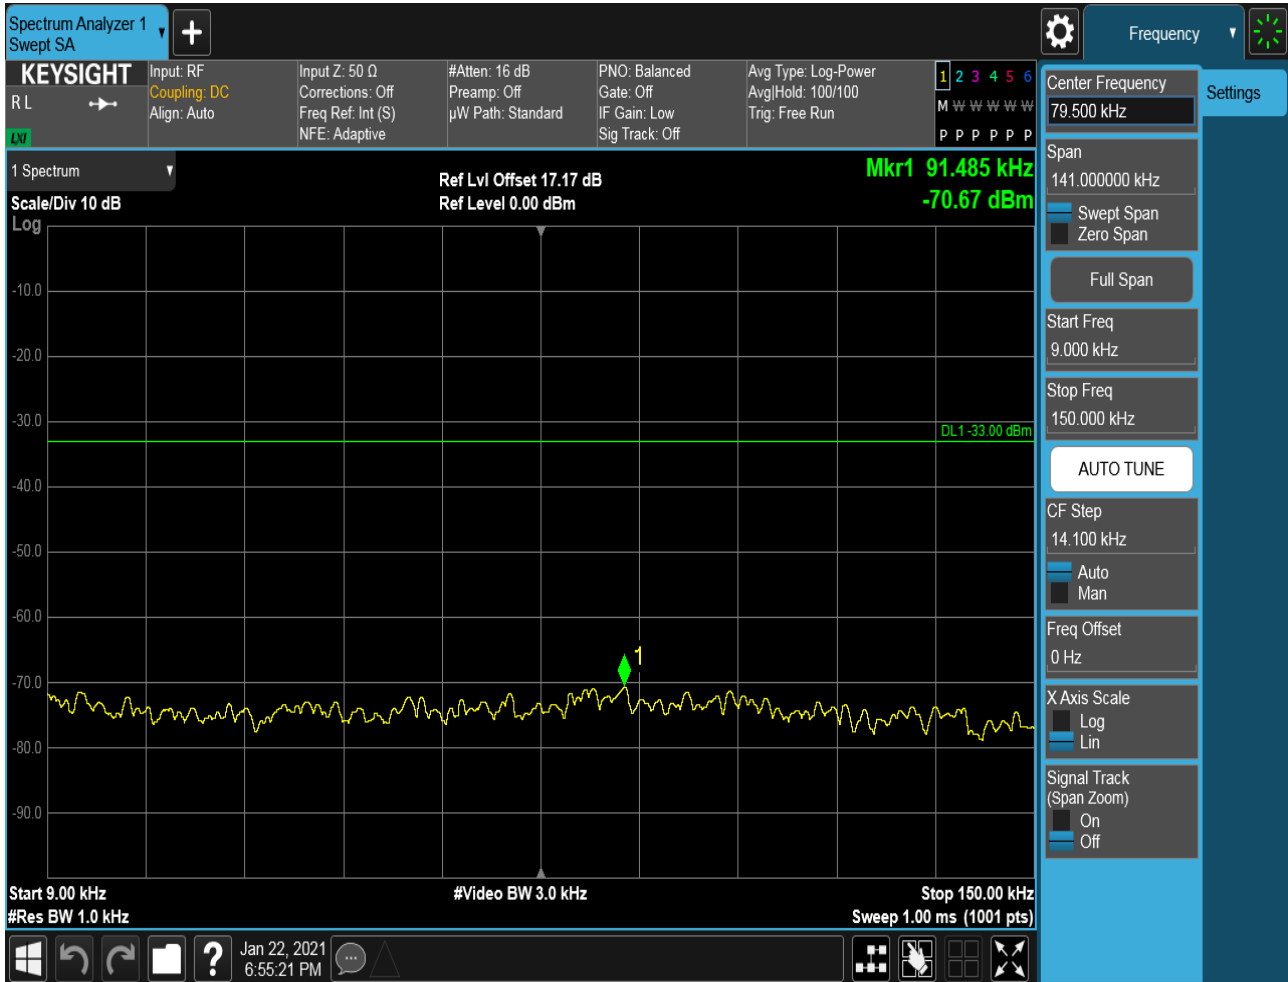 Spectrum Analyzer 1
Swept SA
+
Frequency
KEYSIGHT
R L
LXI
Input: RF
Coupling: DC
Align: Auto
Input Z: 50 Ω
Corrections: Off
Freq Ref: Int (S)
NFE: Adaptive
#Atten: 16 dB
Preamp: Off
µW Path: Standard
PNO: Balanced
Gate: Off
IF Gain: Low
Sig Track: Off
Avg Type: Log-Power
Avg|Hold: 100/100
Trig: Free Run
1 2 3 4 5 6
M W W W W W
P P P P P P
1 Spectrum
Scale/Div 10 dB
Log
Ref Lvl Offset 17.17 dB
Ref Level 0.00 dBm
Mkr1 91.485 kHz
-70.67 dBm
-10.0
-20.0
-30.0
DL1 -33.00 dBm
-40.0
-50.0
-60.0
1
-70.0
-80.0
-90.0
Start 9.00 kHz
#Video BW 3.0 kHz
Stop 150.00 kHz
#Res BW 1.0 kHz
Sweep 1.00 ms (1001 pts)
Center Frequency
79.500 kHz
Settings
Span
141.000000 kHz
Swept Span
Zero Span
Full Span
Start Freq
9.000 kHz
Stop Freq
150.000 kHz
AUTO TUNE
CF Step
14.100 kHz
Auto
Man
Freq Offset
0 Hz
X Axis Scale
Log
Lin
Signal Track
(Span Zoom)
On
Off
?
Jan 22, 2021
6:55:21 PM